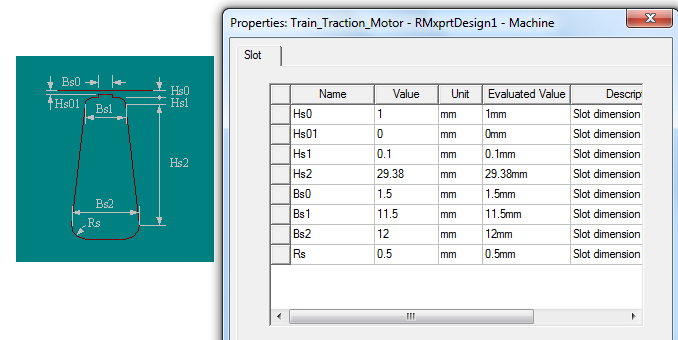 Bs0
Hs0
Hs01
Bs1
Hs1
Hs2
Bs2
Rs
Properties: Train_Traction_Motor - RMxprtDesign1 - Machine
Slot
Name Value Unit Evaluated Value Descript
Hs0 1 mm 1mm Slot dimension
Hs01 0 mm 0mm Slot dimension
Hs1 0.1 mm 0.1mm Slot dimension
Hs2 29.38 mm 29.38mm Slot dimension
Bs0 1.5 mm 1.5mm Slot dimension
Bs1 11.5 mm 11.5mm Slot dimension
Bs2 12 mm 12mm Slot dimension
Rs 0.5 mm 0.5mm Slot dimension